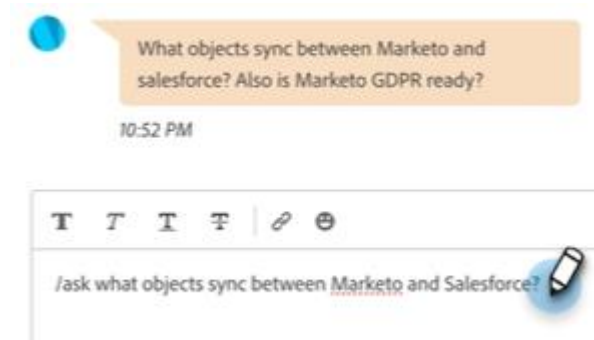 What objects sync between Marketo and
salesforce? Also is Marketo GDPR ready?
10:52 PM
T T T T
/ask what objects sync between Marketo and Salesforce?